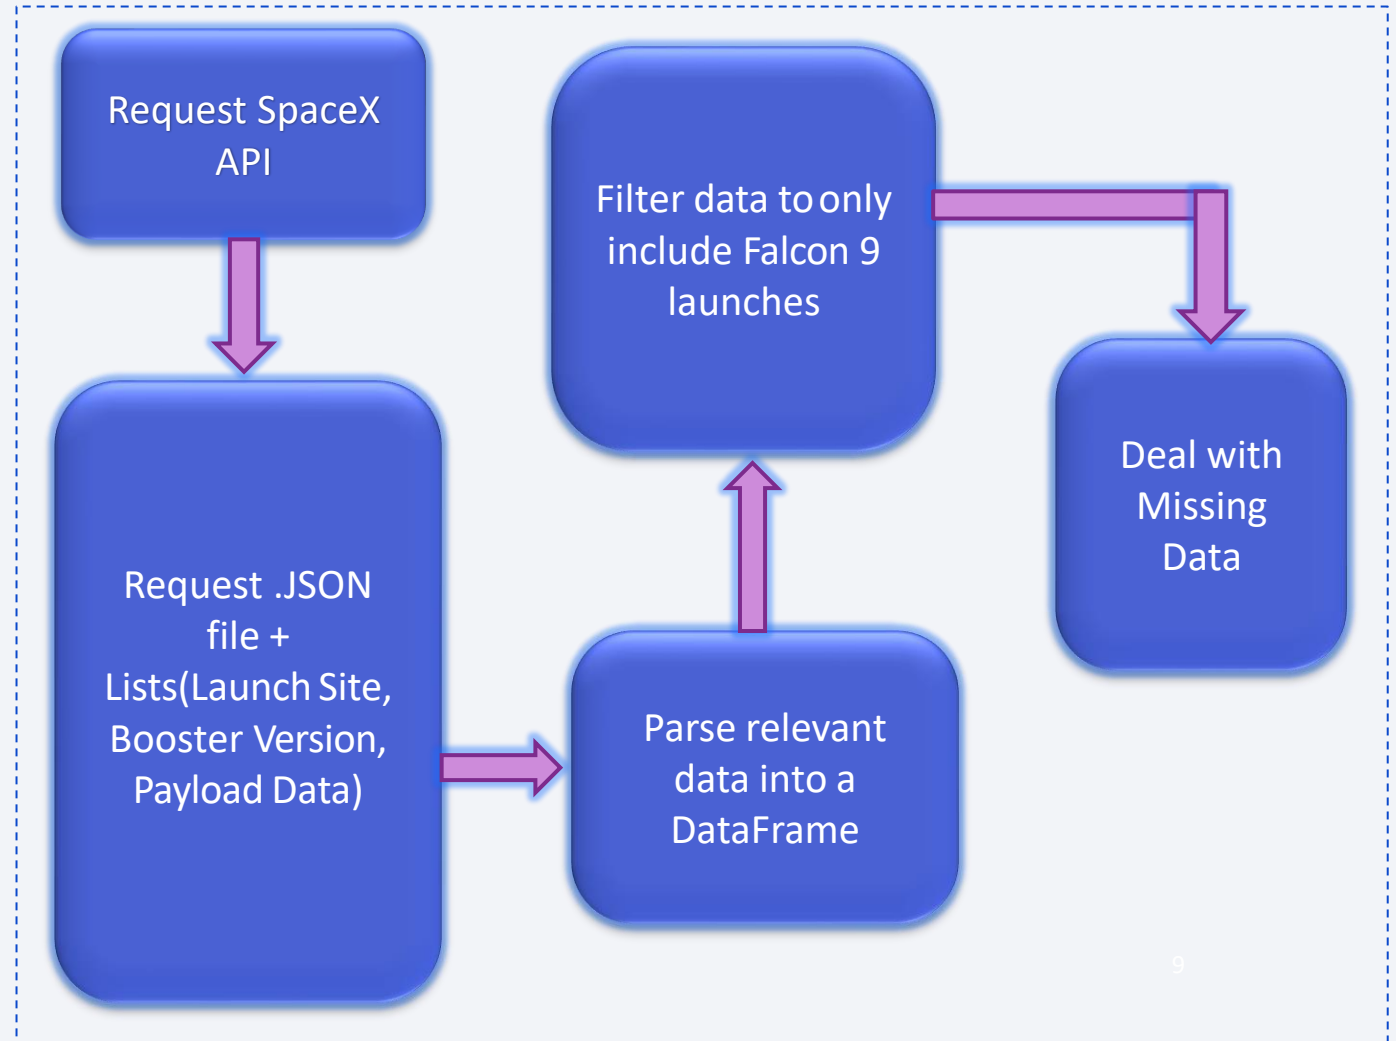 Request SpaceX
API
Request .JSON
file +
Lists(Launch Site,
Booster Version,
Payload Data)
Parse relevant
data into a
DataFrame
Filter data to only
include Falcon 9
launches
Deal with
Missing
Data
9